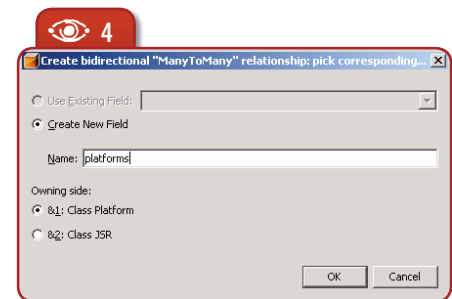 4
Create bidirectional "ManyToMany" relationship: pick corresponding...
Use Existing Field:
Create New Field
Name: platforms
Owning side:
&1: Class Platform
&2: Class JSR
OK Cancel